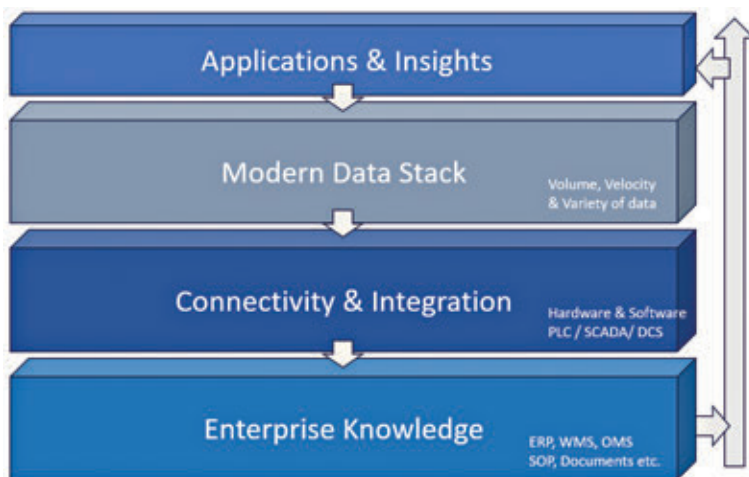 Applications & Insights
Modern Data Stack
Volume, Velocity
& Variety of data
Connectivity & Integration
Hardware & Software
PLC / SCADA/ DCS
Enterprise Knowledge
ERP, WMS, OMS
SOP, Documents etc.